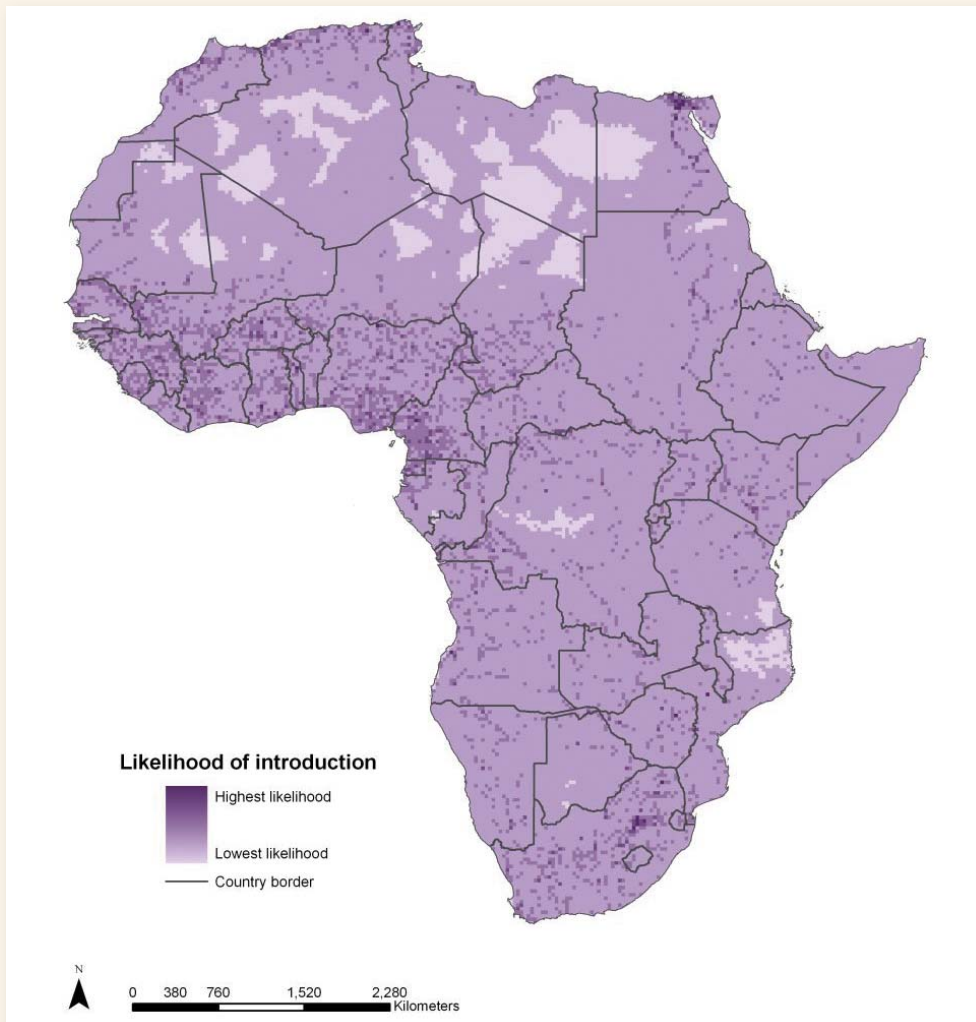 Likelihood of introduction
Highest likelihood
Lowest likelihood
Country border
N
0 380 760 1,520 2,280
Kilometers